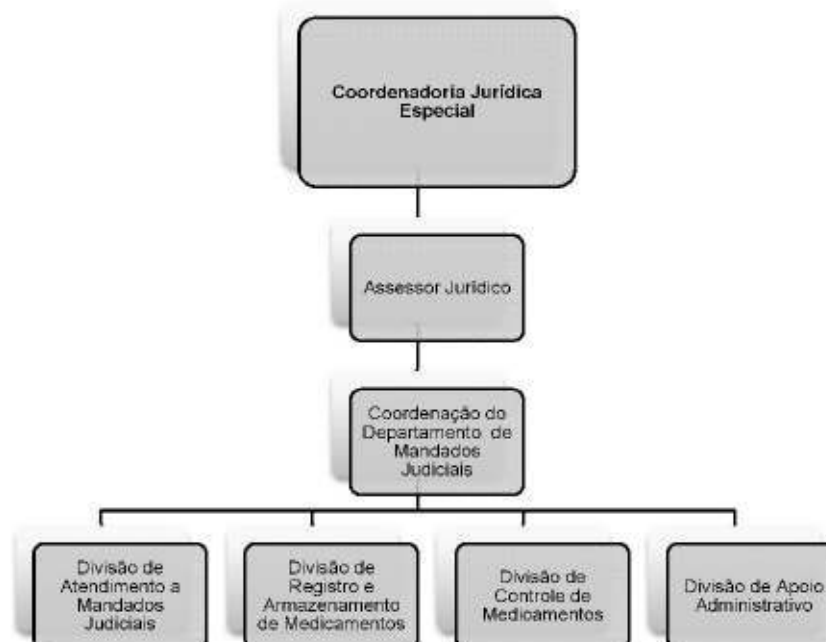 Coordenadoria Jurídica
Especial
Assessor Jurídico
Coordenação do
Departamento de
Mandados
Judiciais
Divisão de
Atendimento a
Mandados
Judiciais
Divisão de
Registro e
Armazenamento
de Medicamentos
Divisão de
Controle de
Medicamentos
Divisão de Apoio
Administrativo